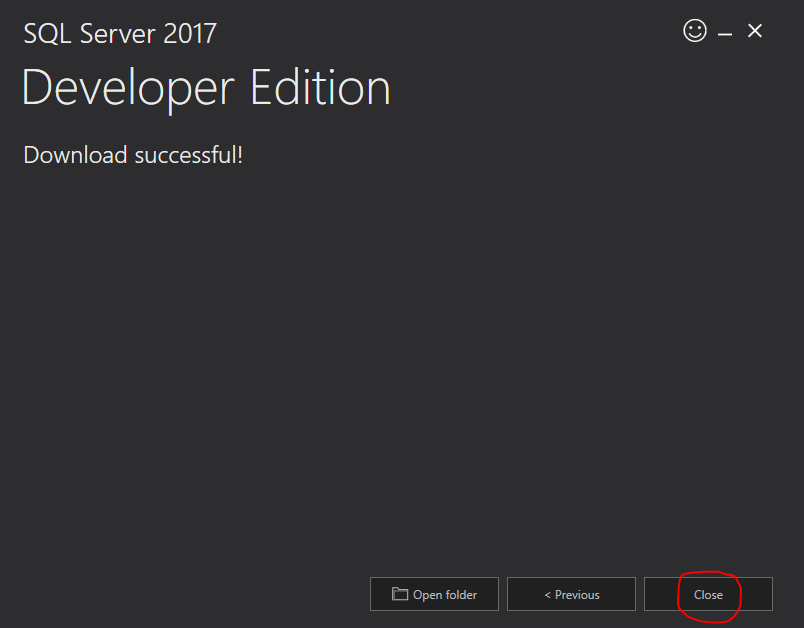 SQL Server 2017
Developer Edition
Download successful!
Open folder
< Previous
Close